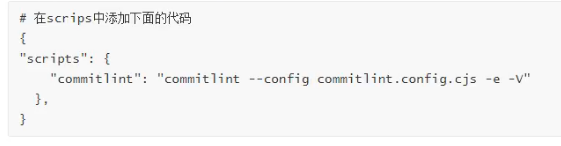 # 在scrips中添加下面的代码
{
"scripts": {
    "commitlint": "commitlint --config commitlint.config.cjs -e -V"
  },
}